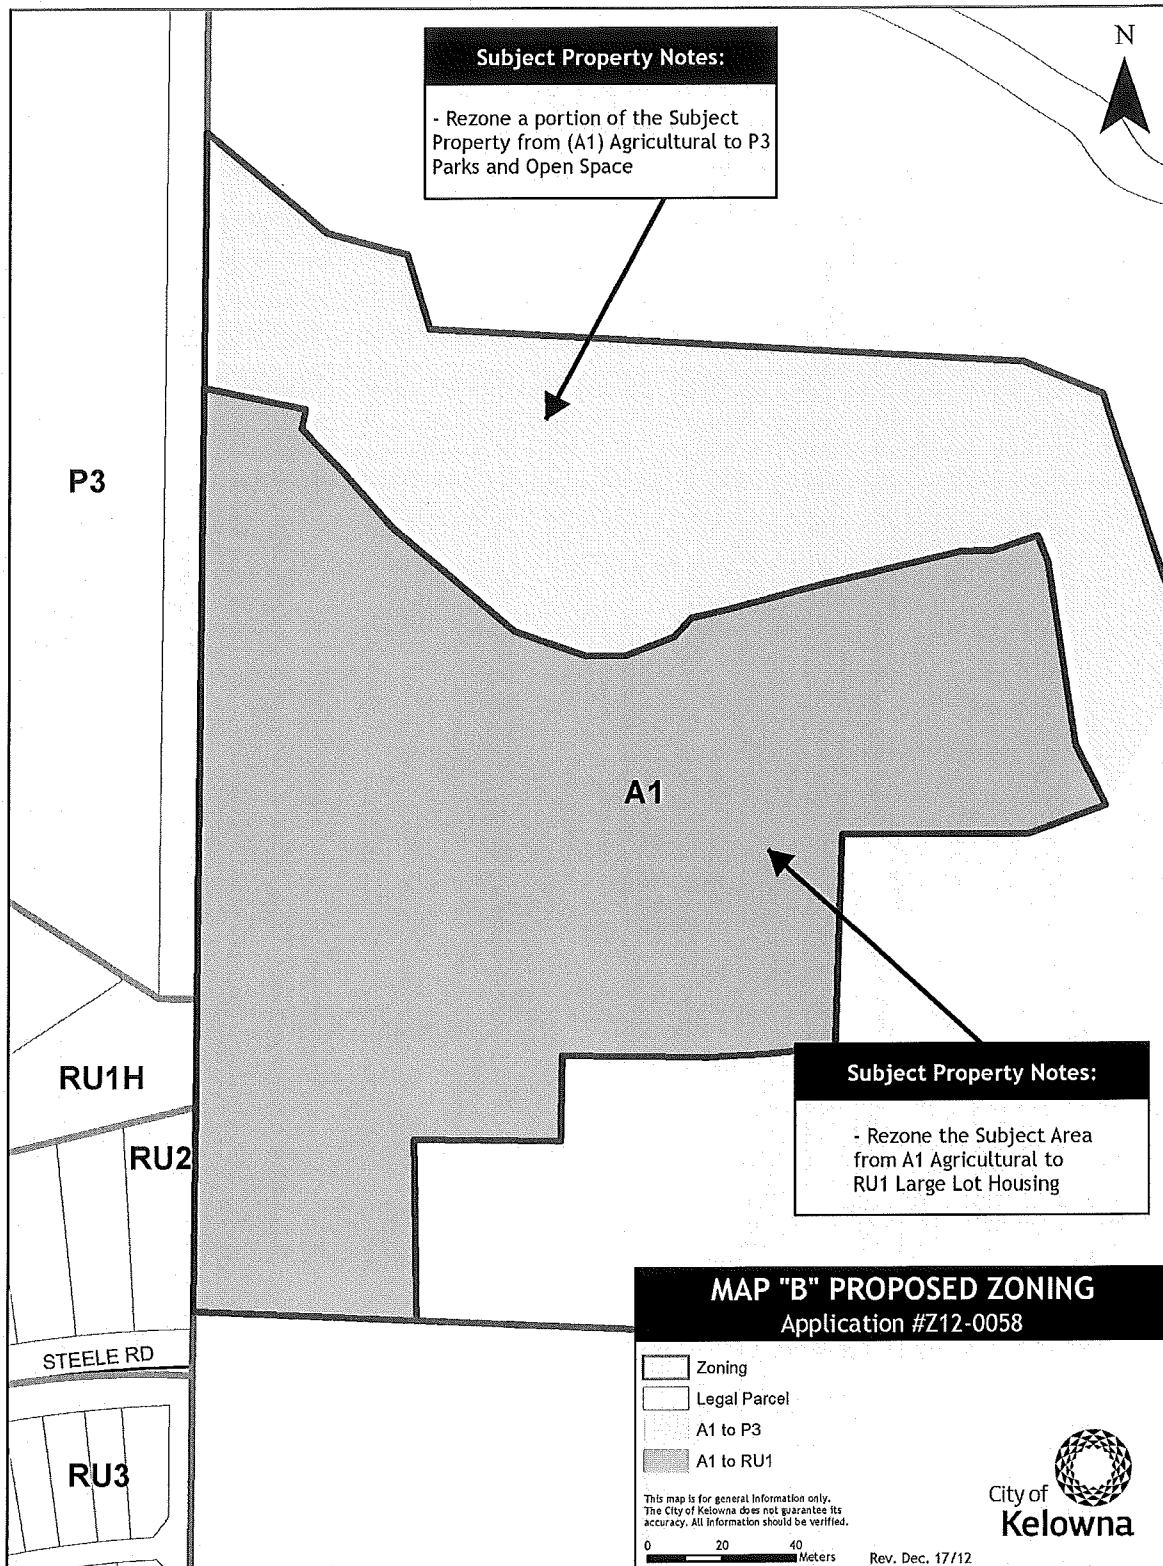 Subject Property Notes:
- Rezone a portion of the Subject
Property from (A1) Agricultural to P3
Parks and Open Space
N
P3
A1
RU1H
RU2
STEELE RD
RU3
Subject Property Notes:
- Rezone the Subject Area
from A1 Agricultural to
RU1 Large Lot Housing
MAP "B" PROPOSED ZONING
Application #Z12-0058
Zoning
Legal Parcel
A1 to P3
A1 to RU1
This map is for general information only.
The City of Kelowna does not guarantee its
accuracy. All information should be verified.
0 20 40
Meters
Rev. Dec. 17/12
City of
Kelowna